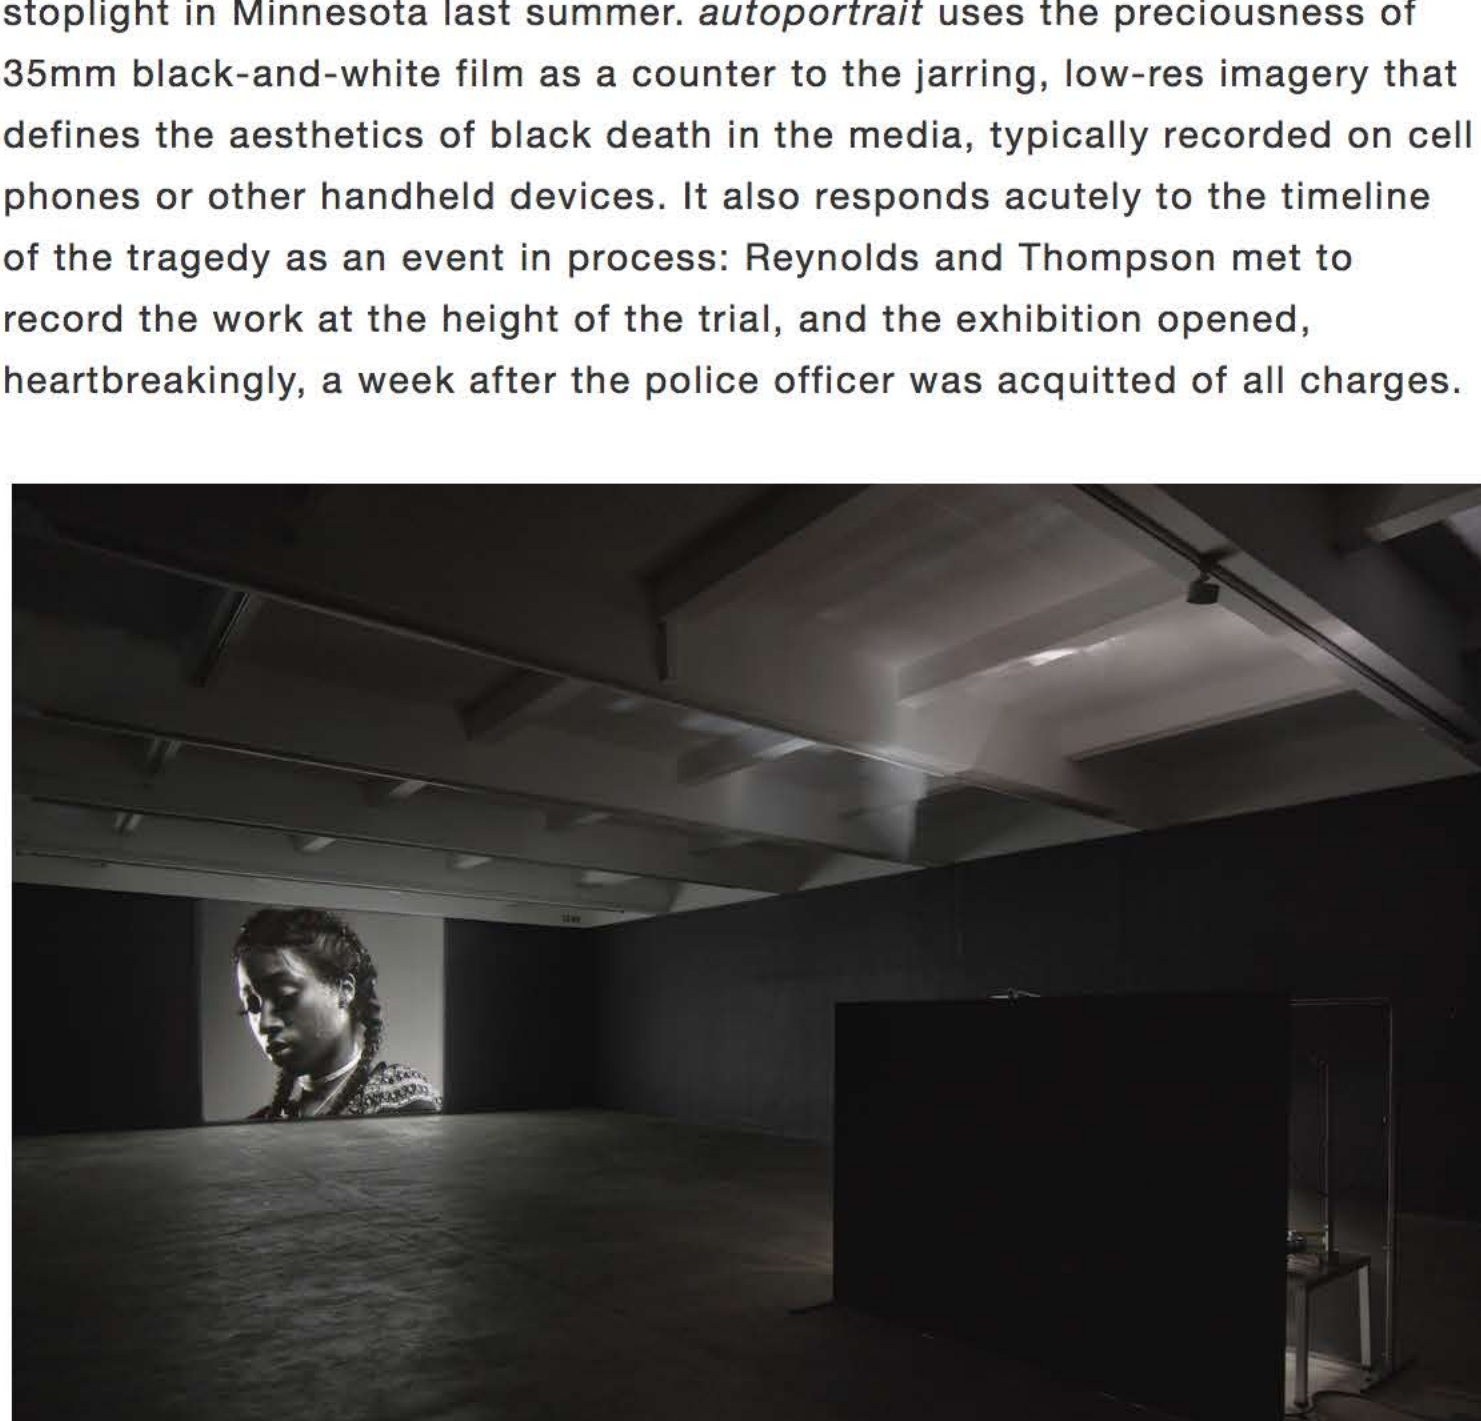 stoplight in Minnesota last summer. autoportrait uses the preciousness of
35mm black-and-white film as a counter to the jarring, low-res imagery that
defines the aesthetics of black death in the media, typically recorded on cell
phones or other handheld devices. It also responds acutely to the timeline
of the tragedy as an event in process: Reynolds and Thompson met to
record the work at the height of the trial, and the exhibition opened,
heartbreakingly, a week after the police officer was acquitted of all charges.